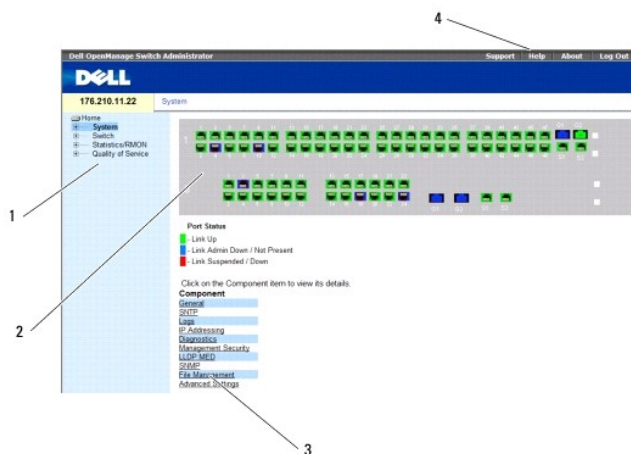 4
Dell OpenManage Switch Administrator Support Help About Log Out
DELL
176.210.11.22 System
Home
System
Switch
Statistics/RMON
Quality of Service
1
2
Port Status
- Link Up
- Link Admin Down / Not Present
- Link Suspended / Down
Click on the Component item to view its details.
Component
General
SNTP
Logs
IP Addressing
Diagnostics
Management Security
LLDP MED
SNMP
File Management
Advanced Settings
3